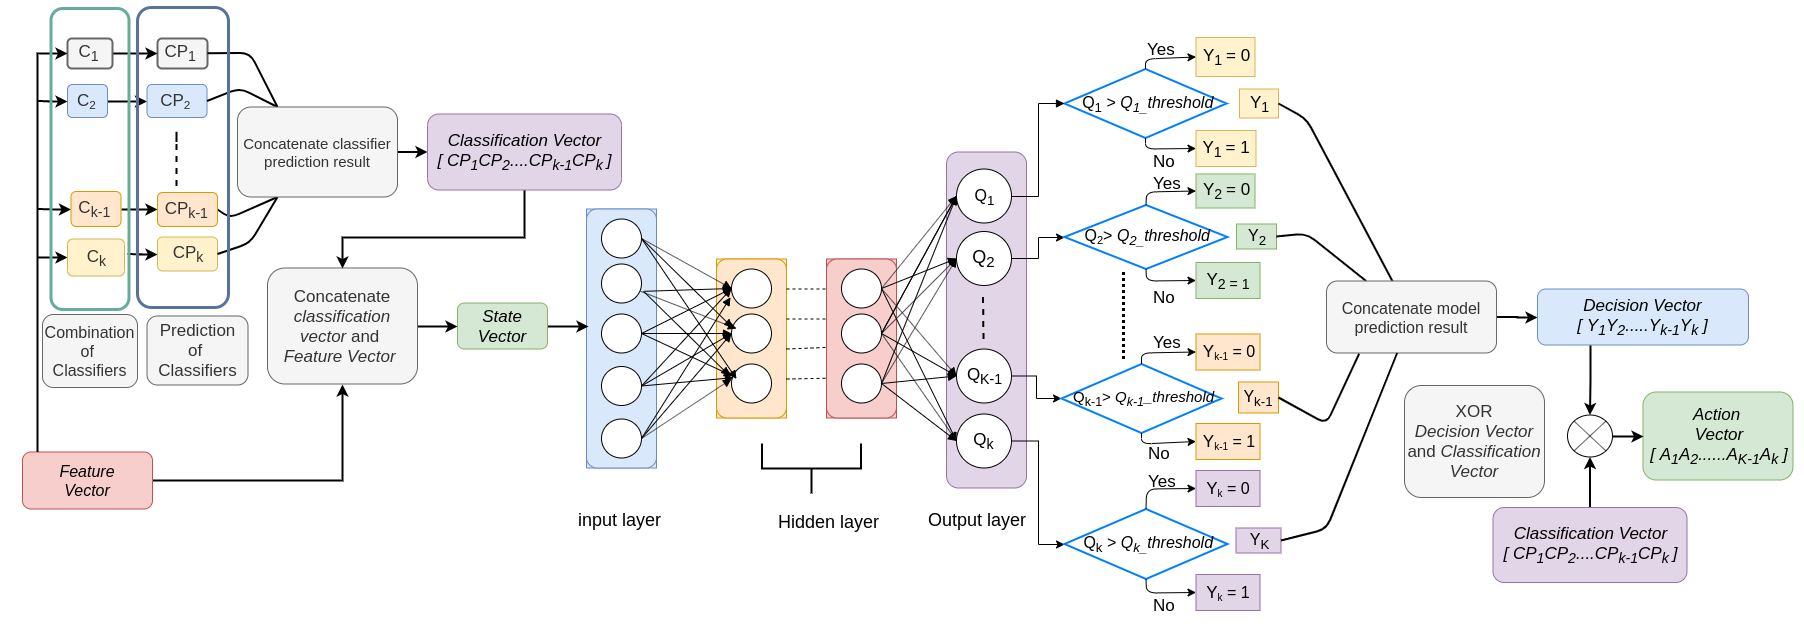 C1
CP1
C2
CP2
Ck-1
CPk-1
Ck
CPk
Combination
of
Classifiers
Prediction
of
Classifiers
Feature
Vector
Concatenate classifier
prediction result
Classification Vector
[ CP1CP2....CPk-1CPk ]
Concatenate
classification
vector and
Feature Vector
State
Vector
input layer
Hidden layer
Output layer
Q1
Q2
QK-1
Qk
Q1 > Q1_threshold
Yes
Y1 = 0
No
Y1 = 1
Y1
Q2> Q2_threshold
Yes
Y2 = 0
No
Y2 = 1
Y2
Qk-1> Qk-1_threshold
Yes
Yk-1 = 0
No
Yk-1 = 1
Yk-1
Qk > Qk_threshold
Yes
Yk = 0
No
Yk = 1
YK
Concatenate model
prediction result
Decision Vector
[ Y1Y2.....Yk-1Yk ]
XOR
Decision Vector
and Classification
Vector
Action
Vector
[ A1A2......AK-1Ak ]
Classification Vector
[ CP1CP2....CPk-1CPk ]